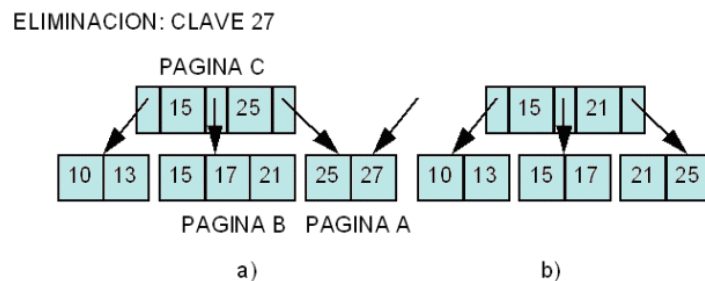 ELIMINACION: CLAVE 27
PAGINA C
15 25
15 21
10 13 15 17 21 25 27
10 13 15 17 21 25
PAGINA B PAGINA A
a) b)